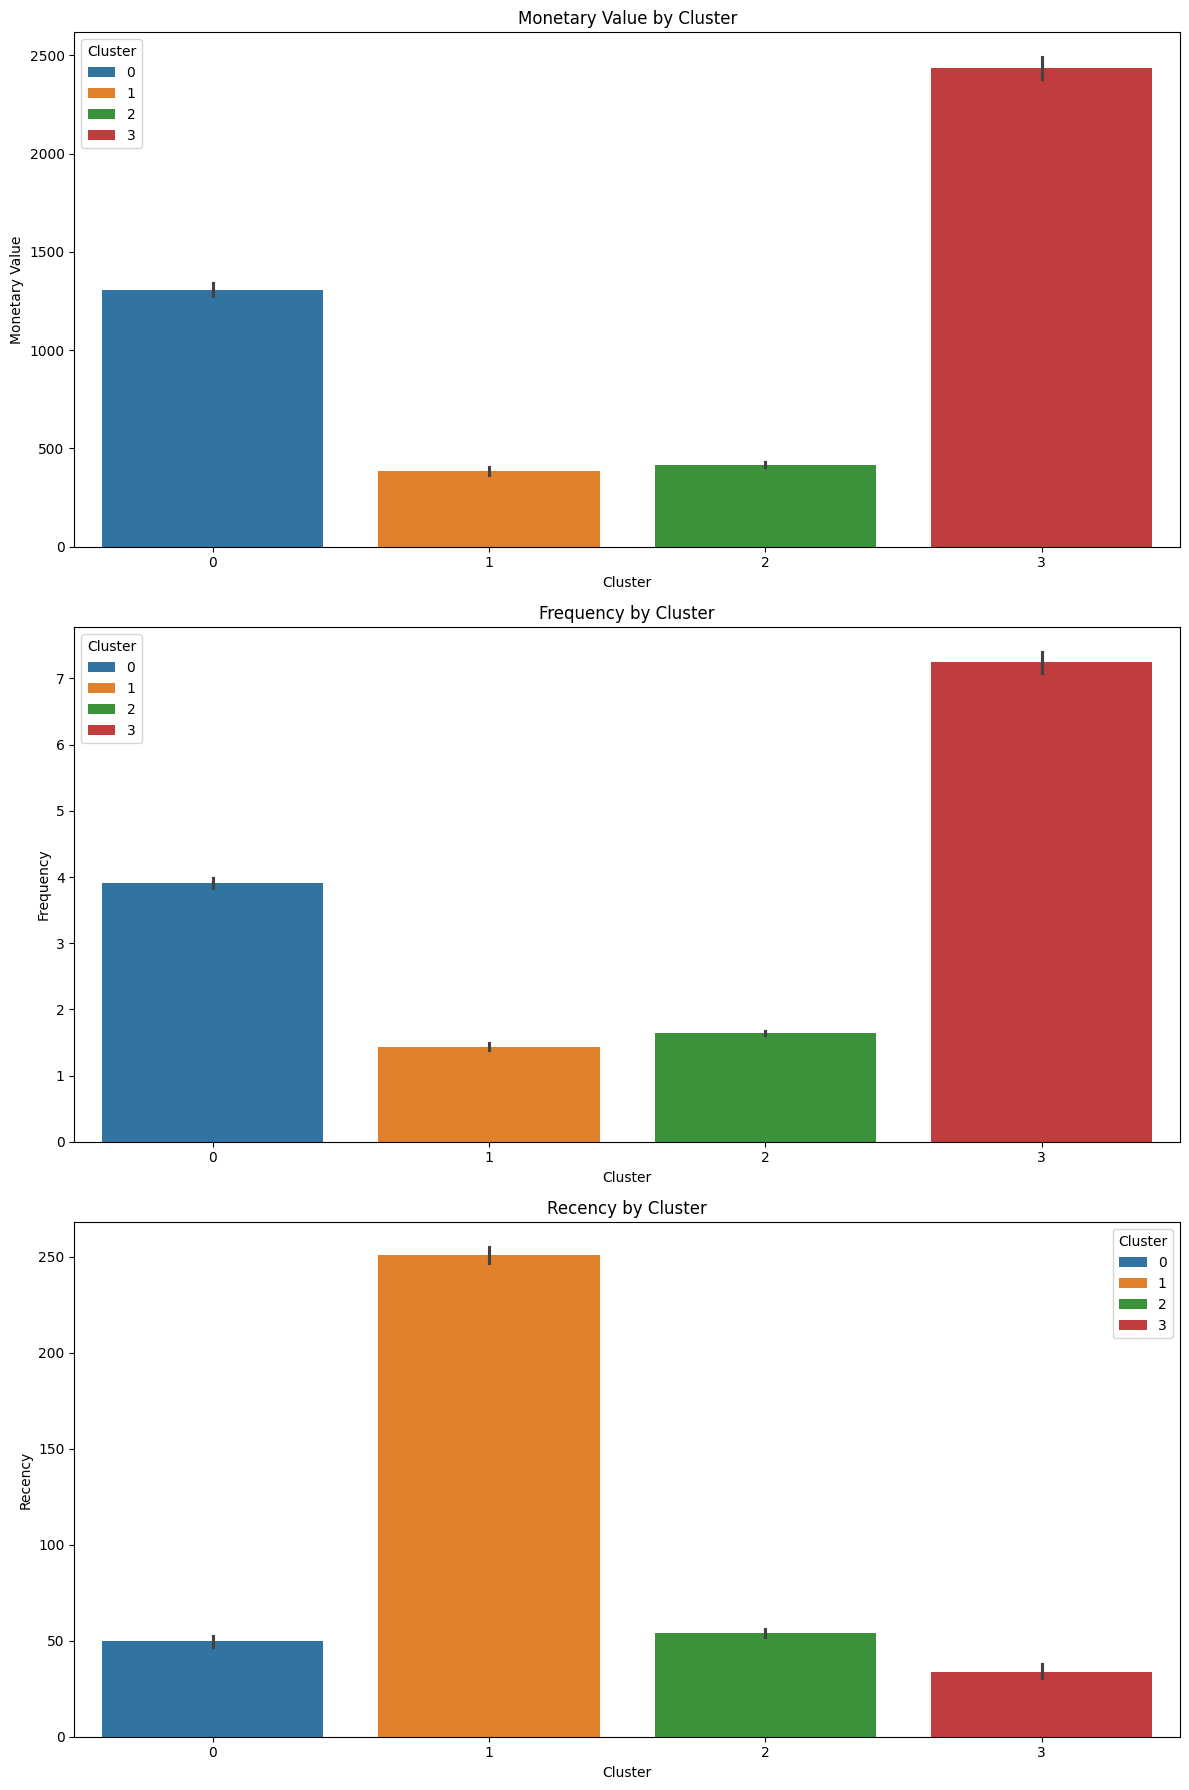 Monetary Value by Cluster
Cluster
0
1
2
3
Monetary Value
2500
2000
1500
1000
500
0
0 1 2 3
Cluster
Frequency by Cluster
Cluster
0
1
2
3
Frequency
7
6
5
4
3
2
1
0
0 1 2 3
Cluster
Recency by Cluster
Cluster
0
1
2
3
Recency
250
200
150
100
50
0
0 1 2 3
Cluster